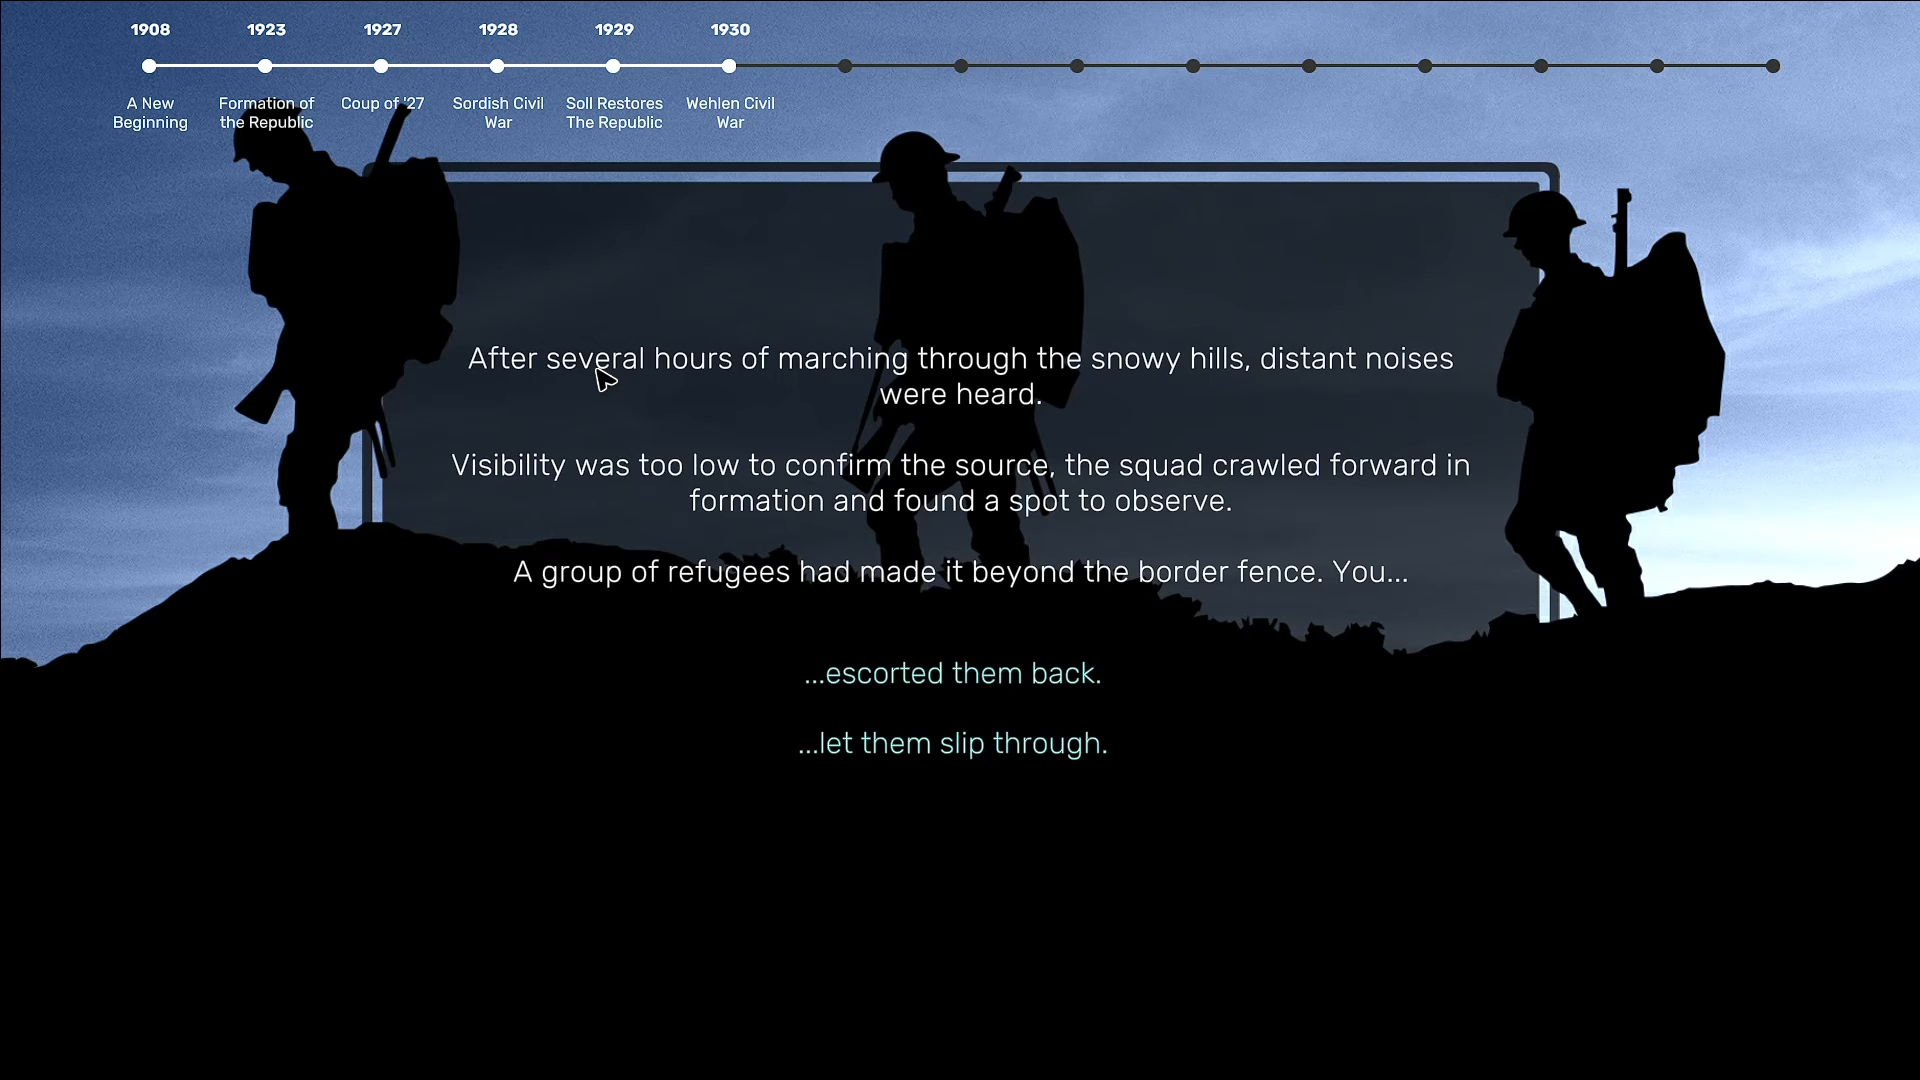 1908
1923
1927
1928
1929
1930
A New
Beginning
Formation of
the Republic
Coup of '27
Sordish Civil
War
Soll Restores
The Republic
Wehlen Civil
War
After several hours of marching through the snowy hills, distant noises
were heard.
Visibility was too low to confirm the source, the squad crawled forward in
formation and found a spot to observe.
A group of refugees had made it beyond the border fence. You...
...escorted them back.
...let them slip through.